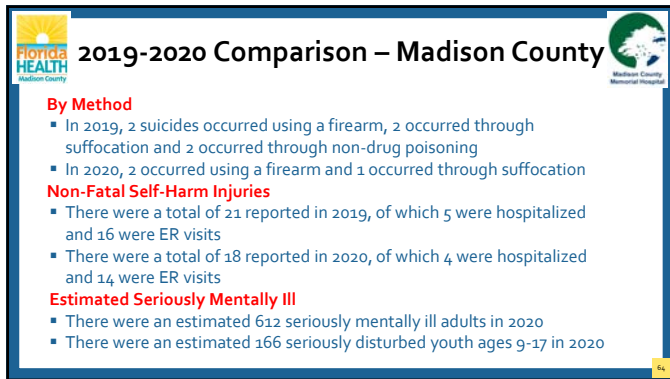 Florida
HEALTH
Madison County
2019-2020 Comparison – Madison County
Madison County
Memorial Hospital
By Method
▪ In 2019, 2 suicides occurred using a firearm, 2 occurred through
suffocation and 2 occurred through non-drug poisoning
▪ In 2020, 2 occurred using a firearm and 1 occurred through suffocation
Non-Fatal Self-Harm Injuries
▪ There were a total of 21 reported in 2019, of which 5 were hospitalized
and 16 were ER visits
▪ There were a total of 18 reported in 2020, of which 4 were hospitalized
and 14 were ER visits
Estimated Seriously Mentally Ill
▪ There were an estimated 612 seriously mentally ill adults in 2020
▪ There were an estimated 166 seriously disturbed youth ages 9-17 in 2020
64